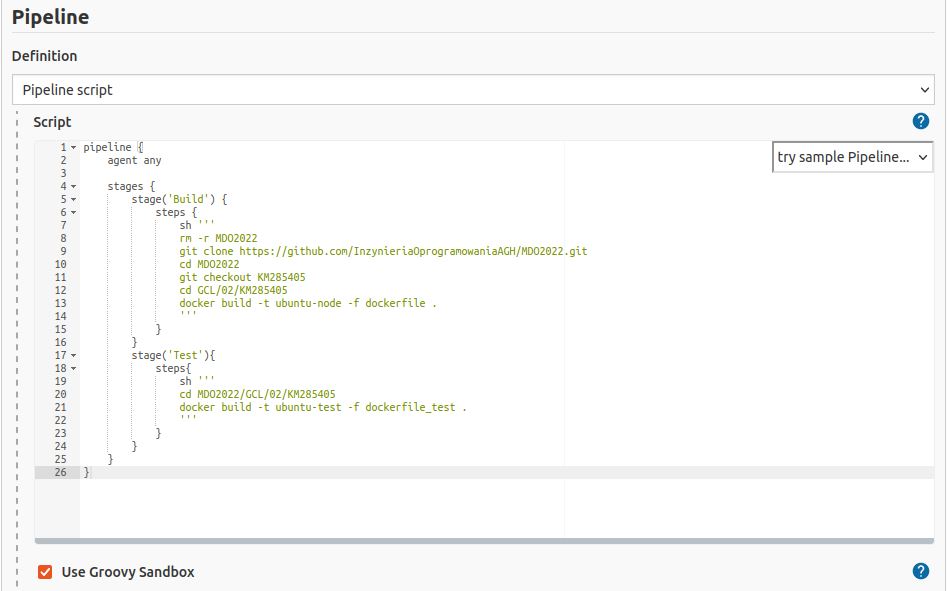 Pipeline
Definition
Pipeline script
Script
?
try sample Pipeline...
1 pipeline {
2     agent any
3
4     stages {
5         stage('Build') {
6             steps {
7                 sh '''
8                 rm -r MDO2022
9                 git clone https://github.com/InzynieriaOprogramowaniaAGH/MDO2022.git
10                 cd MDO2022
11                 git checkout KM285405
12                 cd GCL/02/KM285405
13                 docker build -t ubuntu-node -f dockerfile .
14                 '''
15             }
16         }
17         stage('Test'){
18             steps{
19                 sh '''
20                 cd MDO2022/GCL/02/KM285405
21                 docker build -t ubuntu-test -f dockerfile_test .
22                 '''
23             }
24         }
25     }
26 }
Use Groovy Sandbox
?